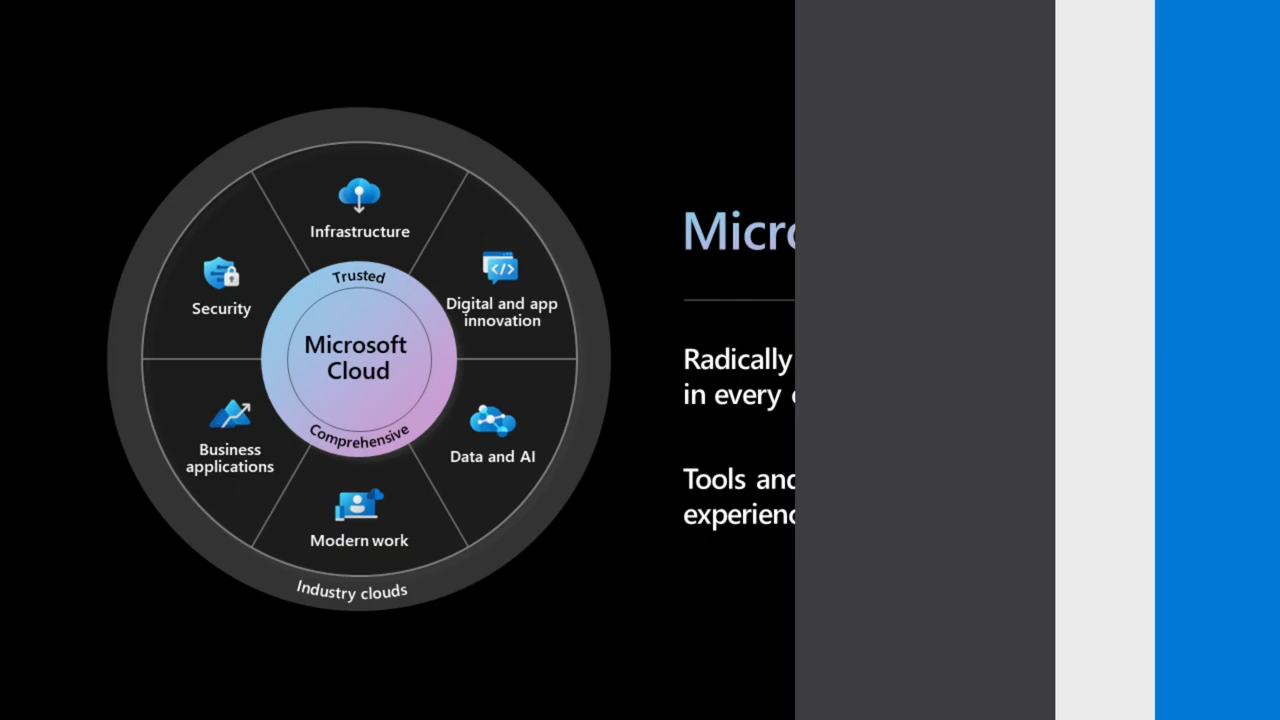 Infrastructure
Security
Digital and app
innovation
Trusted
Microsoft
Cloud
Comprehensive
Business
applications
Data and AI
Modern work
Industry clouds
Radically
in every
Tools